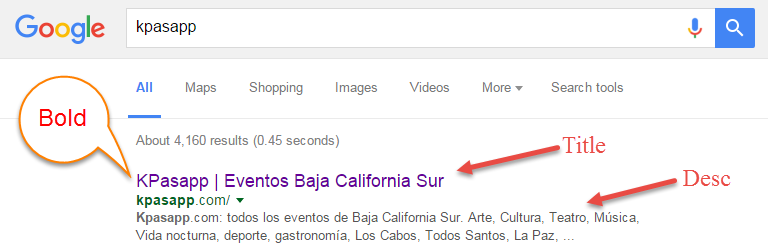 Google kpasapp
All Maps Shopping Images Videos More Search tools
Bold
About 4,160 results (0.45 seconds)
Title
KPasapp | Eventos Baja California Sur
Desc
kpasapp.com/
Kpasapp.com: todos los eventos de Baja California Sur. Arte, Cultura, Teatro, Música,
Vida nocturna, deporte, gastronomía, Los Cabos, Todos Santos, La Paz, ...